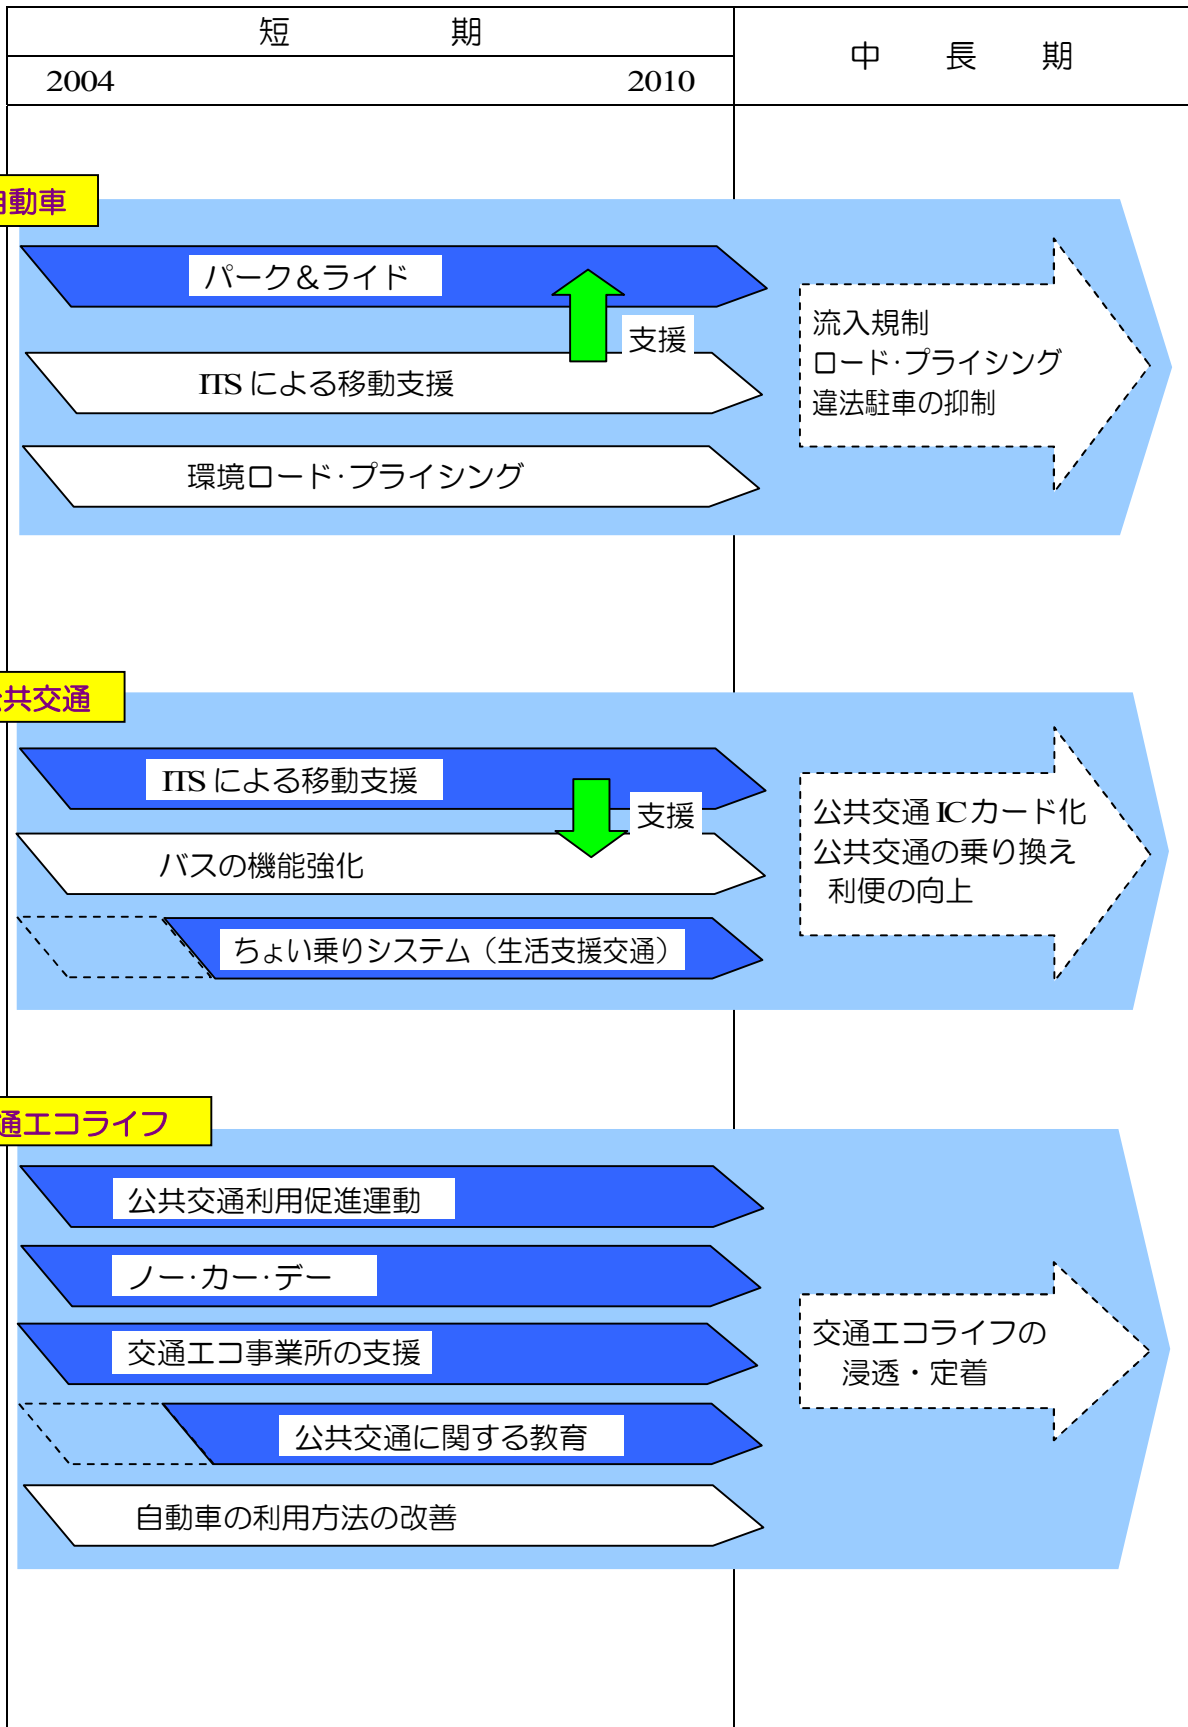 短期
中長期
2004 2010
自動車
パーク&ライド
支援
ITSによる移動支援
環境ロード・プライシング
流入規制
ロード・プライシング
違法駐車の抑制
公共交通
ITSによる移動支援
支援
バスの機能強化
ちょい乗りシステム（生活支援交通）
公共交通ICカード化
公共交通の乗り換え
利便の向上
通エコライフ
公共交通利用促進運動
ノー・カー・デー
交通エコ事業所の支援
公共交通に関する教育
自動車の利用方法の改善
交通エコライフの
浸透・定着